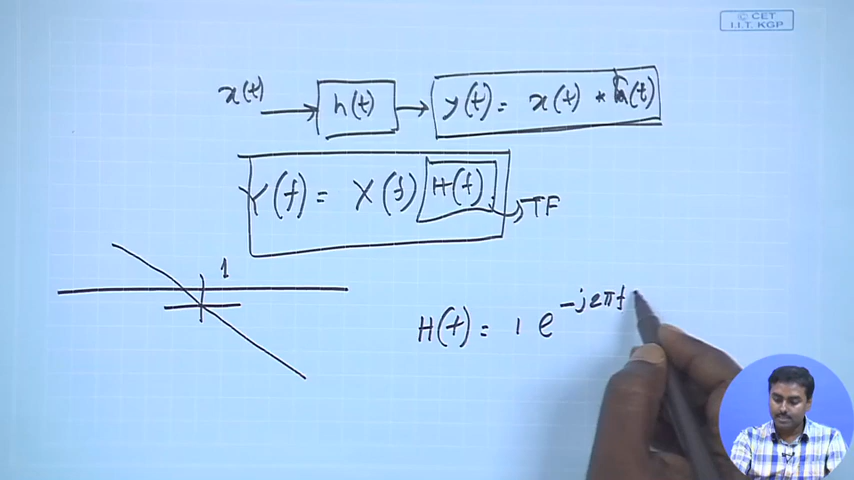 © CET
I.I.T. KGP
x(t) → h(t) → y(t) = x(t) * h(t)
Y(f) = X(f) H(f) → TF
1
H(f) = 1 e^{-j2πf